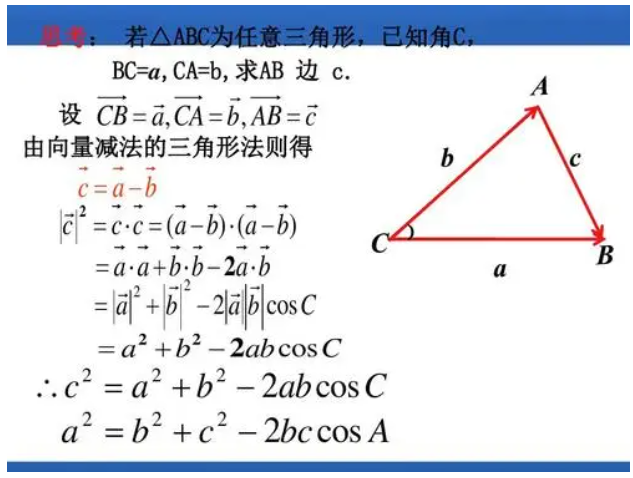 思考： 若△ABC为任意三角形，已知角C，
BC=a,CA=b,求AB 边 c.
设 $\overrightarrow{CB}=\vec{a},\overrightarrow{CA}=\vec{b},\overrightarrow{AB}=\vec{c}$
由向量减法的三角形法则得
$\vec{c}=\vec{a}-\vec{b}$
$|\vec{c}|^2=\vec{c}\cdot\vec{c}=(\vec{a}-\vec{b})\cdot(\vec{a}-\vec{b})$
$=\vec{a}\cdot\vec{a}+\vec{b}\cdot\vec{b}-2\vec{a}\cdot\vec{b}$
$=|\vec{a}|^2+|\vec{b}|^2-2|\vec{a}||\vec{b}|\cos C$
$=a^2+b^2-2ab\cos C$
$\therefore c^2=a^2+b^2-2ab\cos C$
$a^2=b^2+c^2-2bc\cos A$
A
b
c
C
B
a